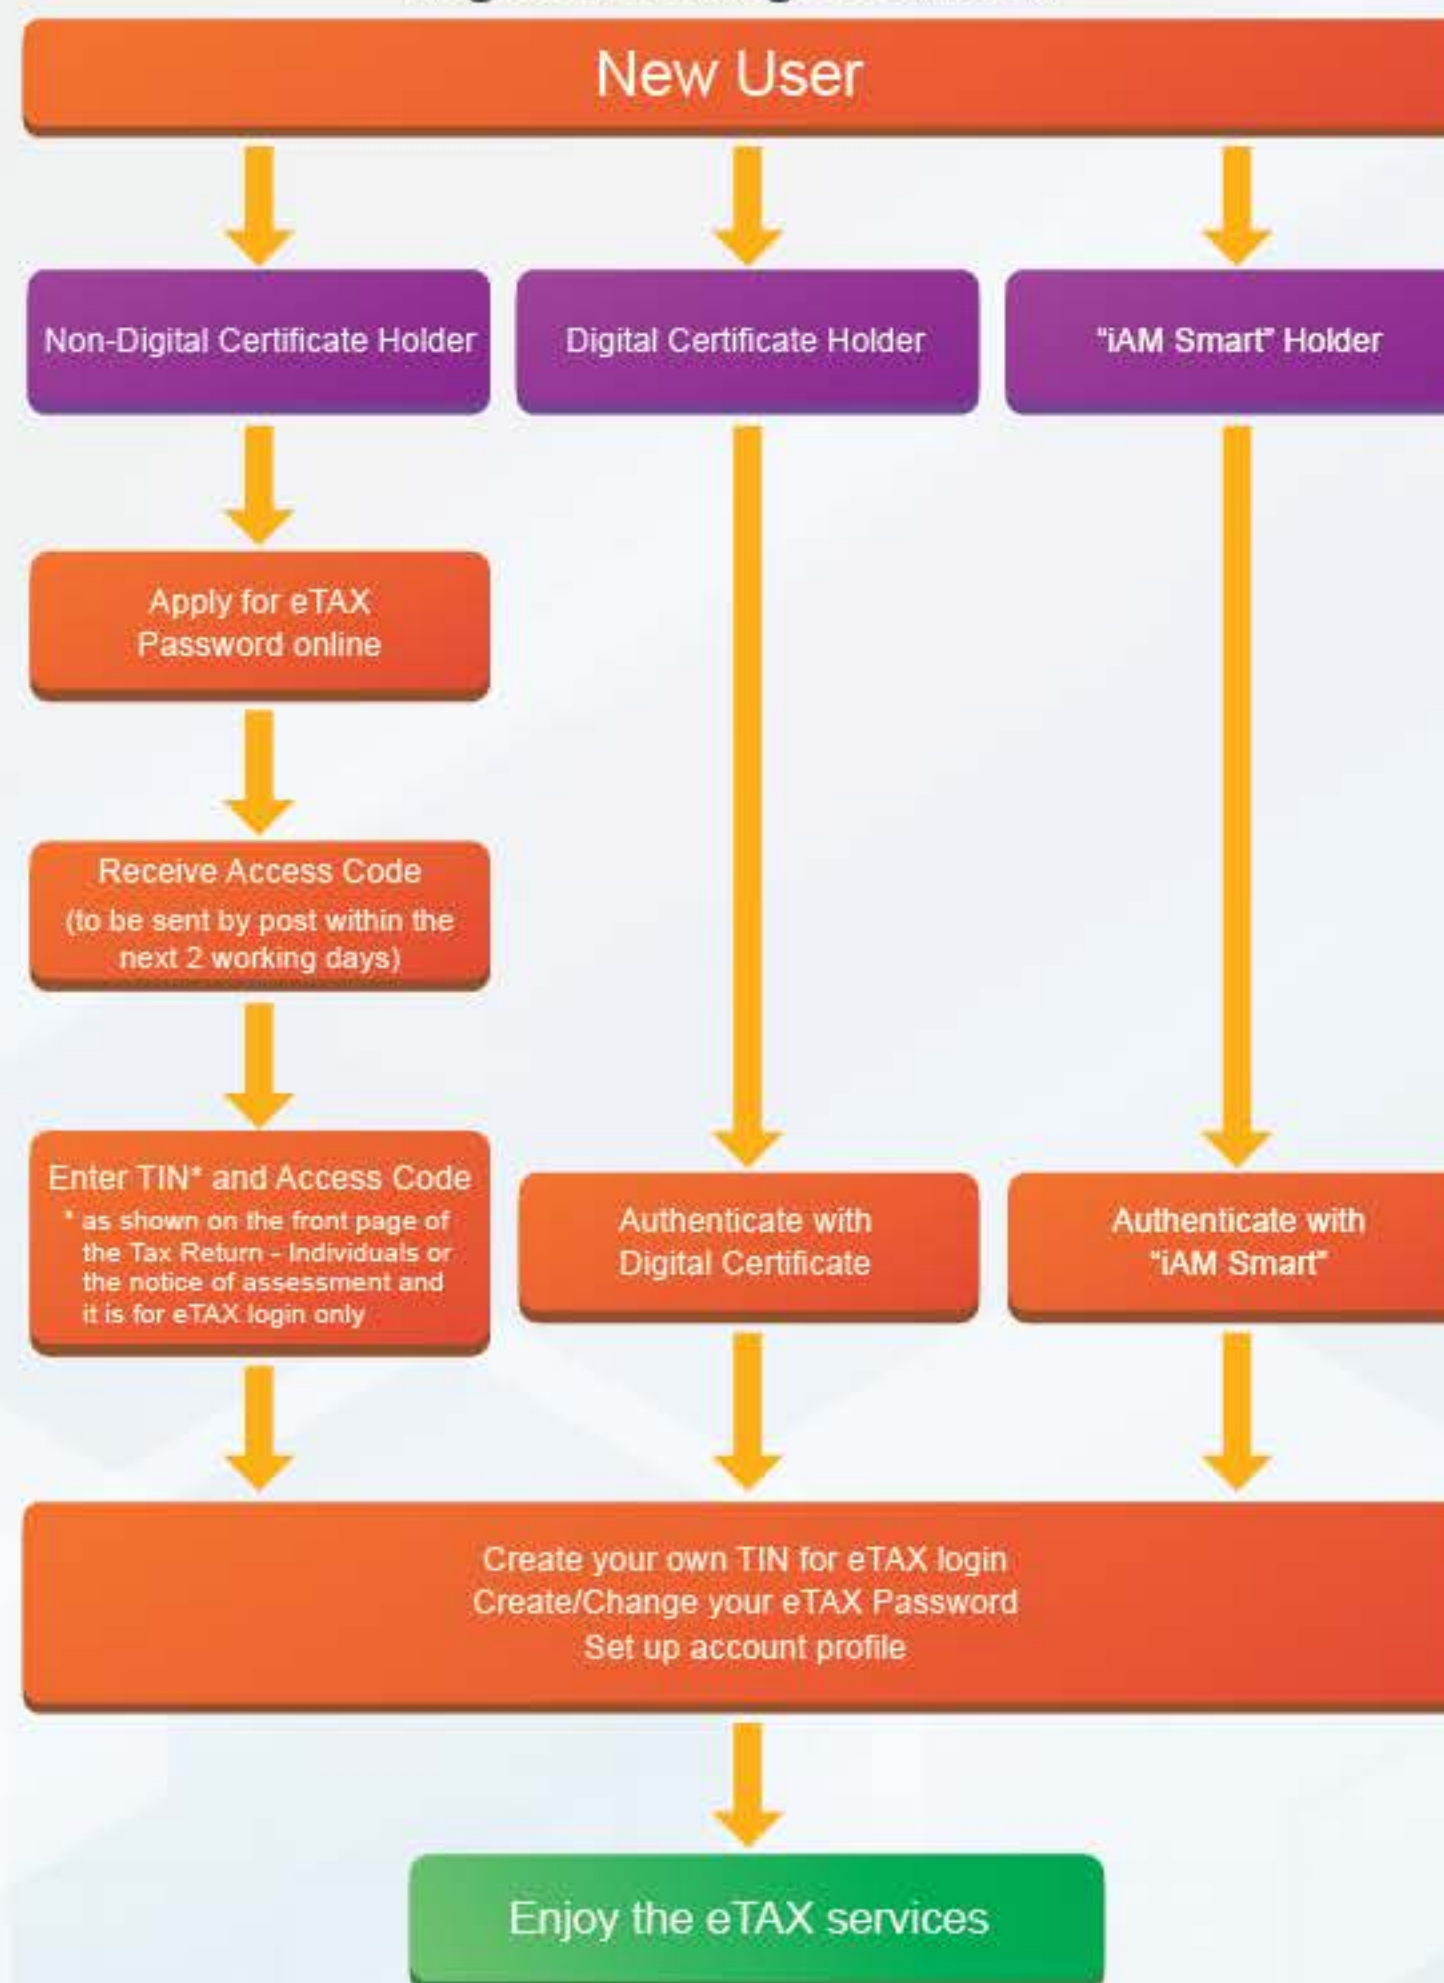 New User
Non-Digital Certificate Holder
Digital Certificate Holder
“iAM Smart” Holder
Apply for eTAX
Password online
Receive Access Code
(to be sent by post within the
next 2 working days)
Enter TIN* and Access Code
* as shown on the front page of
the Tax Return - Individuals or
the notice of assessment and
it is for eTAX login only
Authenticate with
Digital Certificate
Authenticate with
“iAM Smart”
Create your own TIN for eTAX login
Create/Change your eTAX Password
Set up account profile
Enjoy the eTAX services